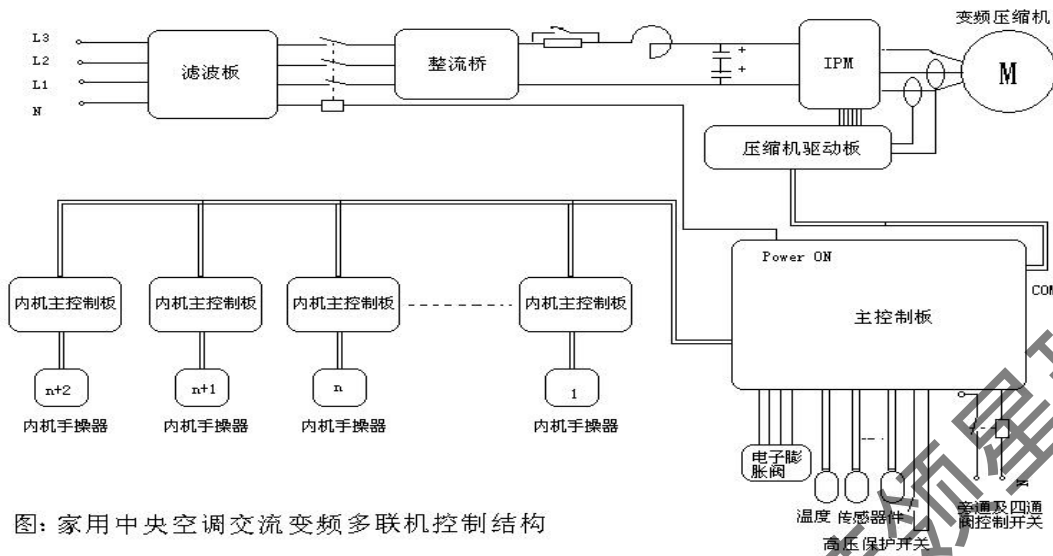 变频压缩机
L3
L2
L1
N
滤波板
整流桥
IPM
M
+
+
压缩机驱动板
Power ON
COM
主控制板
内机主控制板
内机主控制板
内机主控制板
内机主控制板
n+2
n+1
n
1
内机手操器
内机手操器
内机手操器
内机手操器
电子膨
胀阀
N
温度 传感器件
旁通及四通
阀控制开关
高压保护开关
图: 家用中央空调交流变频多联机控制结构
领星